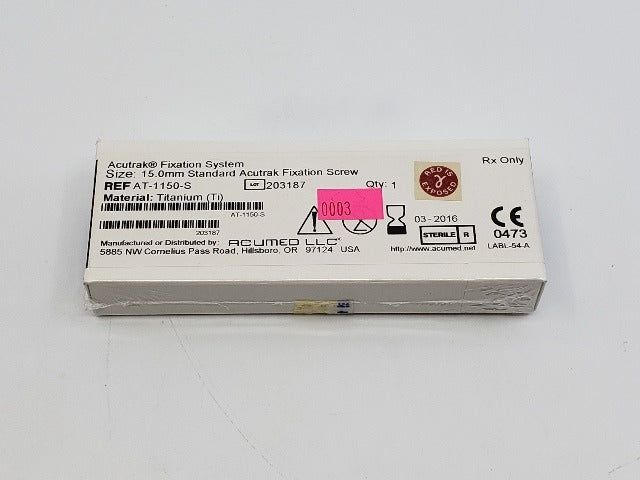 Acutrak® Fixation System
Size: 15.0mm Standard Acutrak Fixation Screw
REF AT-1150-S LOT 203187 Qty: 1
Material: Titanium (Ti)
AT-1150-S
203187
Manufactured or Distributed by: ACUMED LLC
5885 NW Cornelius Pass Road, Hillsboro, OR 97124 USA
0003
RED IS
γ
EXPOSED
Rx Only
03-2016
STERILE R
http://www.acumed.net
CE
0473
LABL-54-A